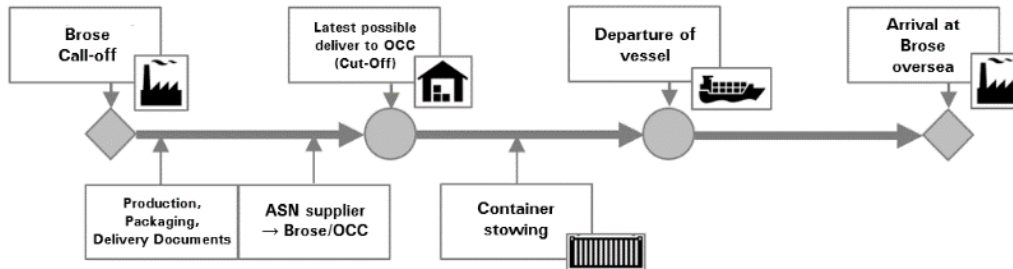 Brose
Call-off
Latest possible
deliver to OCC
(Cut-Off)
Departure of
vessel
Arrival at
Brose
oversea
Production,
Packaging,
Delivery Documents
ASN supplier
→ Brose/OCC
Container
stowing